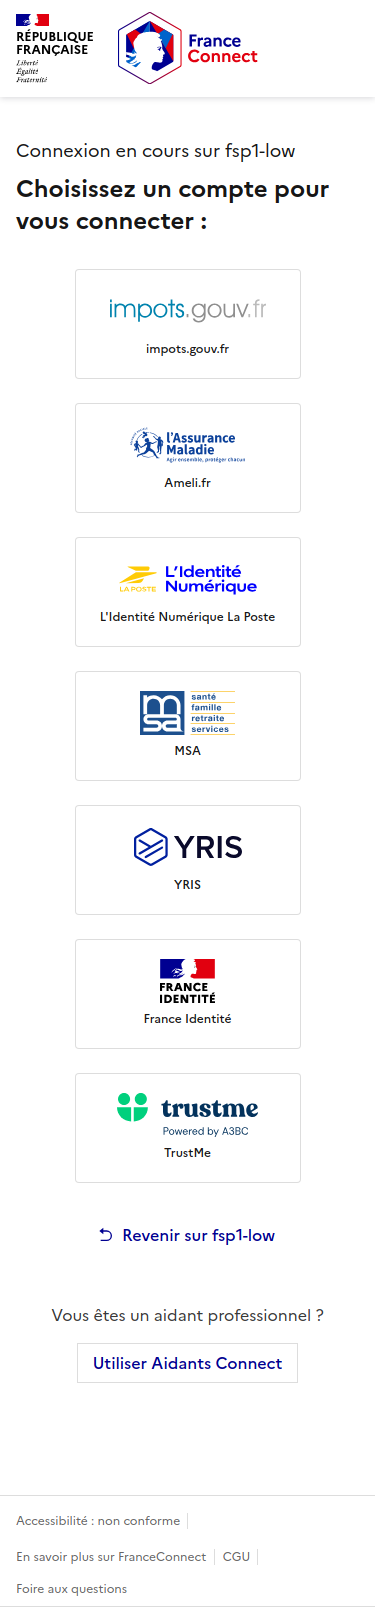 RÉPUBLIQUE
FRANÇAISE
Liberté
Égalité
Fraternité
France
Connect
Connexion en cours sur fsp1-low
Choisissez un compte pour
vous connecter :
impots.gouv.fr
impots.gouv.fr
l'Assurance
Maladie
Agir ensemble, protéger chacun
Ameli.fr
LA POSTE
L'Identité
Numérique
L'Identité Numérique La Poste
msa
santé
famille
retraite
services
MSA
YRIS
YRIS
FRANCE
IDENTITÉ
France Identité
trustme
Powered by A3BC
TrustMe
Revenir sur fsp1-low
Vous êtes un aidant professionnel ?
Utiliser Aidants Connect
Accessibilité : non conforme
En savoir plus sur FranceConnect
CGU
Foire aux questions